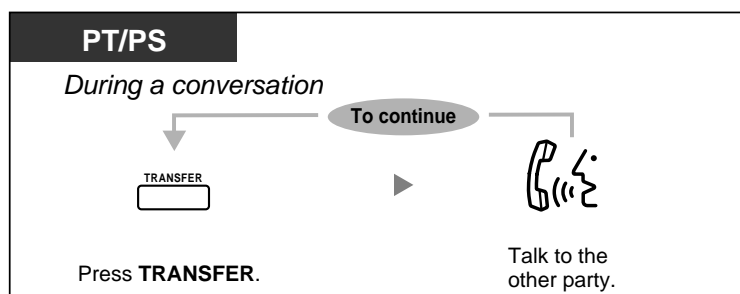 PT/PS
During a conversation
To continue
TRANSFER
Press TRANSFER.
Talk to the
other party.